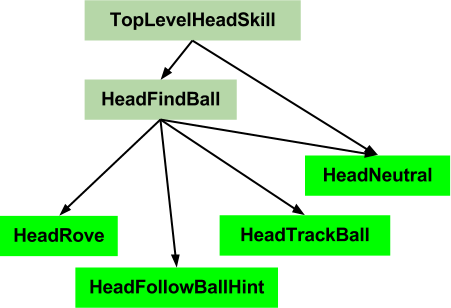 TopLevelHeadSkill
HeadFindBall
HeadNeutral
HeadRove
HeadTrackBall
HeadFollowBallHint